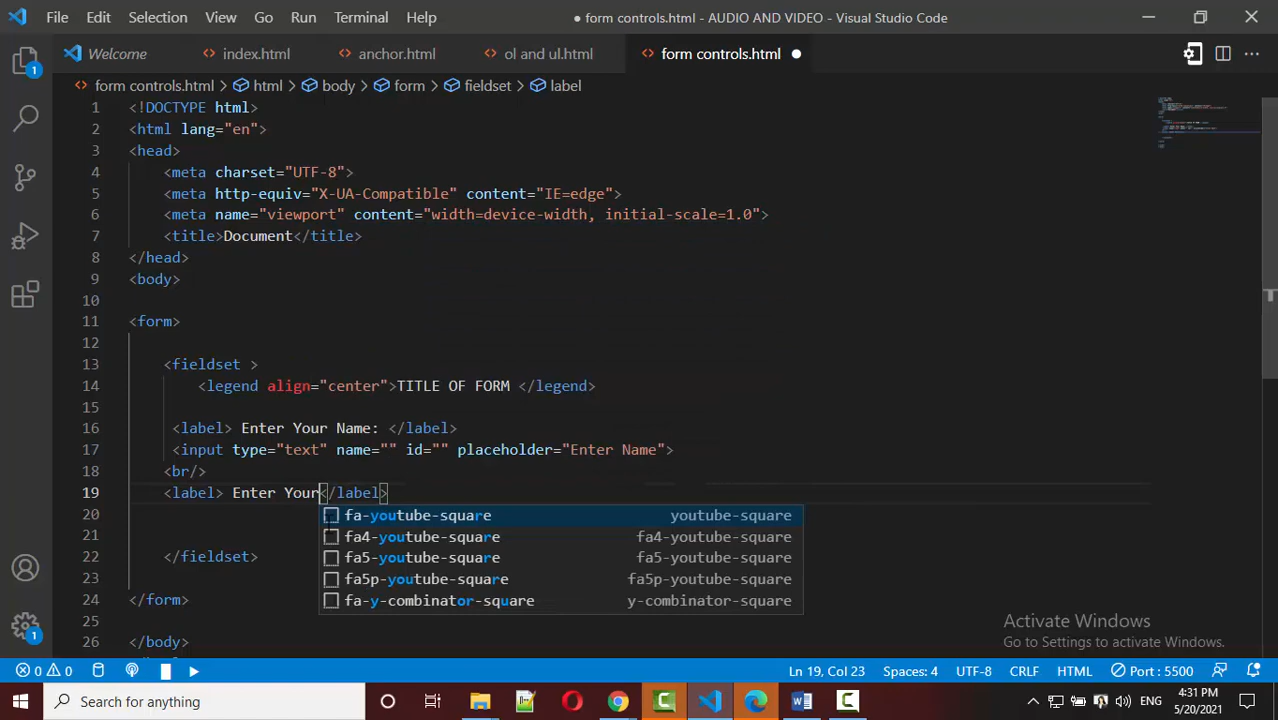 File Edit Selection View Go Run Terminal Help ● form controls.html - AUDIO AND VIDEO - Visual Studio Code
Welcome index.html anchor.html ol and ul.html form controls.html
form controls.html > html > body > form > fieldset > label
1 <!DOCTYPE html>
2 <html lang="en">
3 <head>
4 <meta charset="UTF-8">
5 <meta http-equiv="X-UA-Compatible" content="IE=edge">
6 <meta name="viewport" content="width=device-width, initial-scale=1.0">
7 <title>Document</title>
8 </head>
9 <body>
10
11 <form>
12
13 <fieldset >
14 <legend align="center">TITLE OF FORM </legend>
15
16 <label> Enter Your Name: </label>
17 <input type="text" name="" id="" placeholder="Enter Name">
18 <br/>
19 <label> Enter Your</label>
20
fa-youtube-square youtube-square
fa4-youtube-square fa4-youtube-square
21
22 </fieldset>
fa5-youtube-square fa5-youtube-square
23
fa5p-youtube-square fa5p-youtube-square
24 </form>
fa-y-combinator-square y-combinator-square
25
26 </body>
Activate Windows
Go to Settings to activate Windows.
1
1
0 0 Ln 19, Col 23 Spaces: 4 UTF-8 CRLF HTML Port : 5500
Search for anything ENG 4:31 PM
5/20/2021